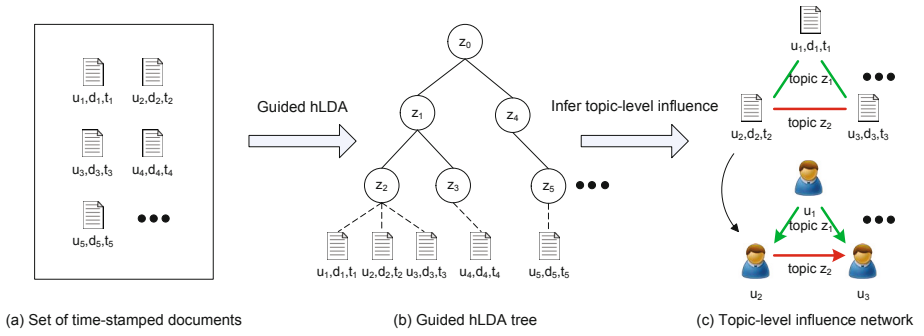 u1,d1,t1
u2,d2,t2
u3,d3,t3
u4,d4,t4
u5,d5,t5
(a) Set of time-stamped documents
Guided hLDA
z0
z1
z4
z2
z3
z5
u1,d1,t1
u2,d2,t2
u3,d3,t3
u4,d4,t4
u5,d5,t5
(b) Guided hLDA tree
Infer topic-level influence
u1,d1,t1
topic z1
u2,d2,t2
topic z2
u3,d3,t3
u1
topic z1
topic z2
u2
u3
(c) Topic-level influence network